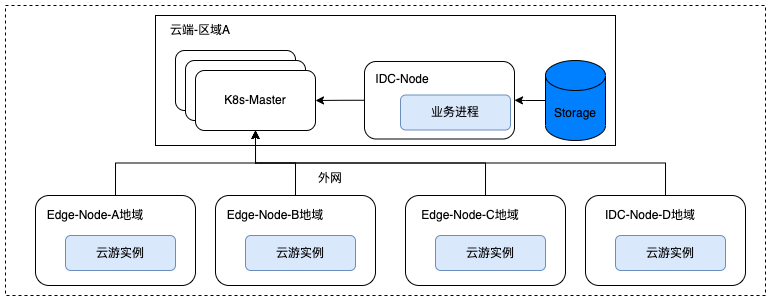 云端-区域A
K8s-Master
IDC-Node
业务进程
Storage
外网
Edge-Node-A地域
云游实例
Edge-Node-B地域
云游实例
Edge-Node-C地域
云游实例
IDC-Node-D地域
云游实例